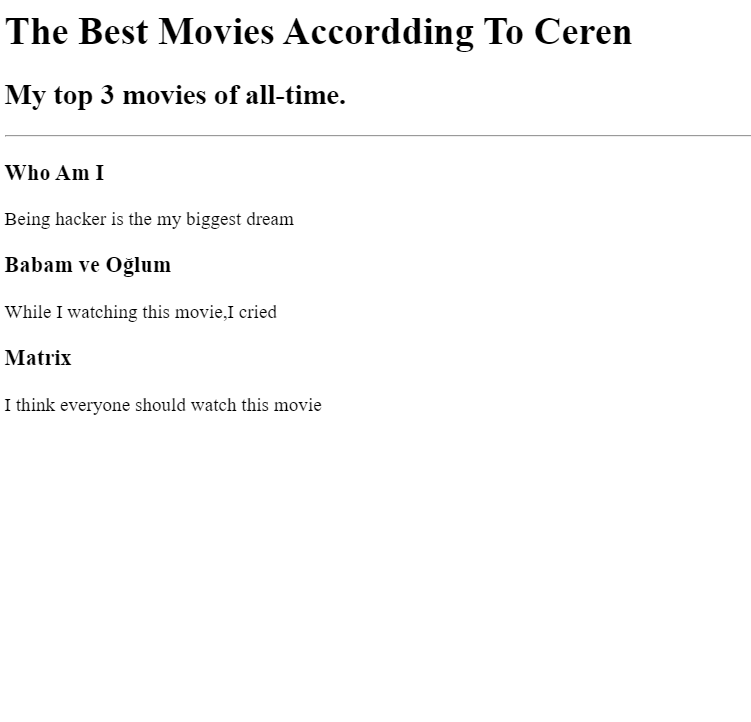 The Best Movies Accordding To Ceren
My top 3 movies of all-time.
Who Am I
Being hacker is the my biggest dream
Babam ve Oğlum
While I watching this movie,I cried
Matrix
I think everyone should watch this movie